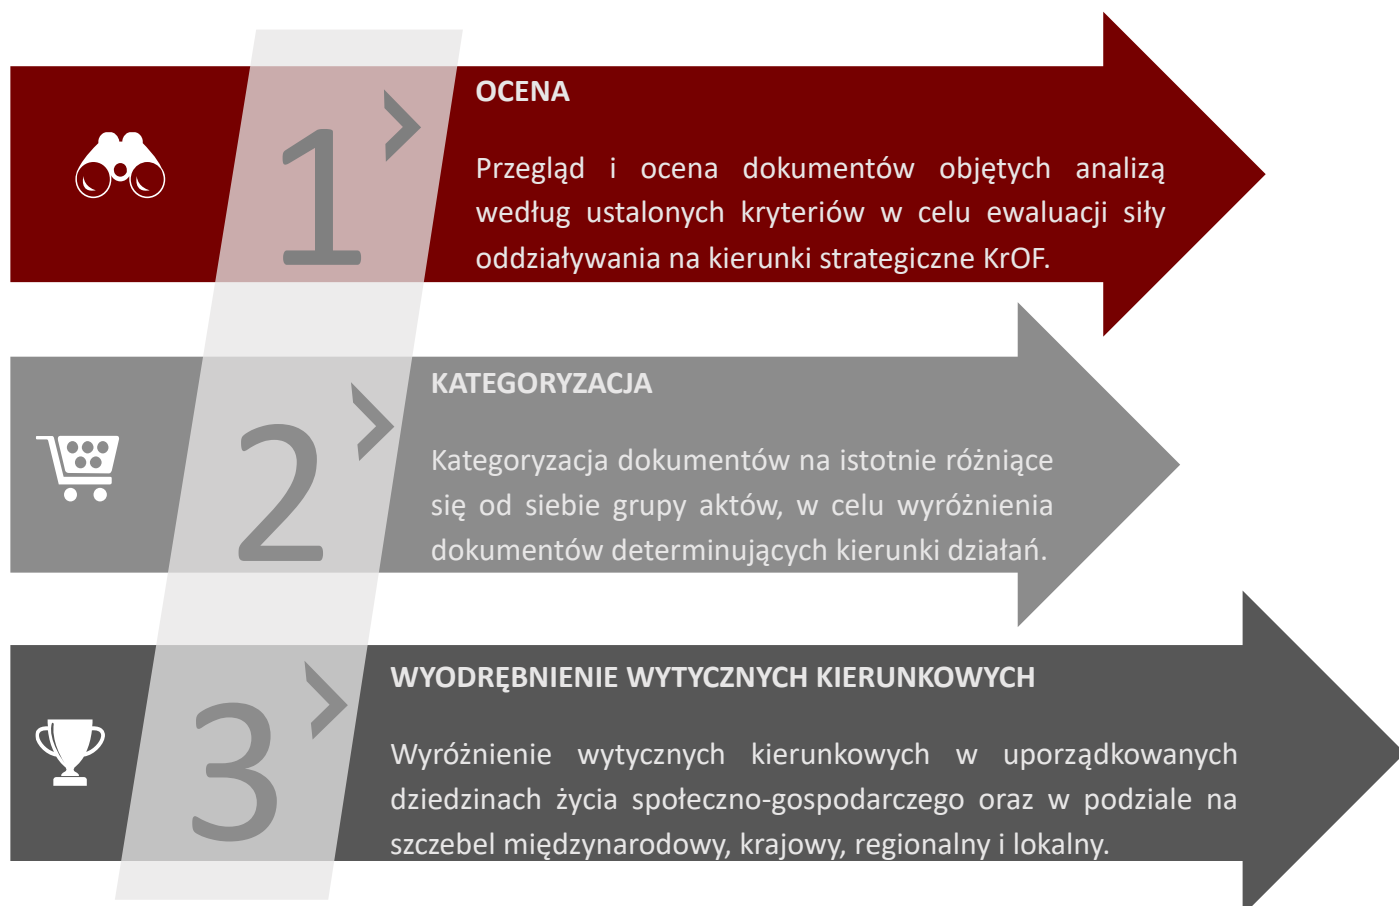 1
OCENA
Przegląd i ocena dokumentów objętych analizą
według ustalonych kryteriów w celu ewaluacji siły
oddziaływania na kierunki strategiczne KrOF.
2
KATEGORYZACJA
Kategoryzacja dokumentów na istotnie różniące
się od siebie grupy aktów, w celu wyróżnienia
dokumentów determinujących kierunki działań.
3
WYODRĘBNIENIE WYTYCZNYCH KIERUNKOWYCH
Wyróżnienie wytycznych kierunkowych w uporządkowanych
dziedzinach życia społeczno-gospodarczego oraz w podziale na
szczebel międzynarodowy, krajowy, regionalny i lokalny.